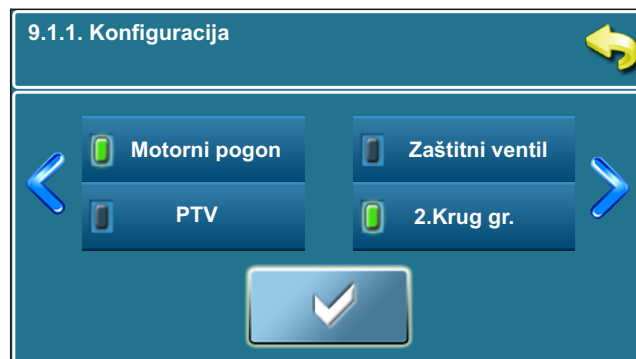 9.1.1. Konfiguracija
Motorni pogon
Zaštitni ventil
PTV
2.Krug gr.